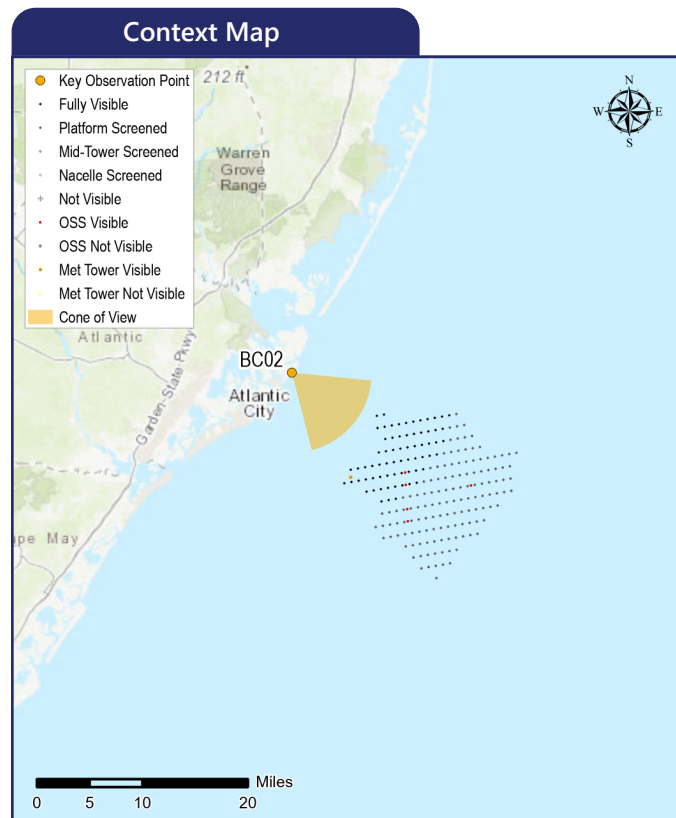 Context Map
Key Observation Point
Fully Visible
Platform Screened
Mid-Tower Screened
Nacelle Screened
Not Visible
OSS Visible
OSS Not Visible
Met Tower Visible
Met Tower Not Visible
Cone of View
212 ft
Warren
Grove
Range
N
W
E
S
Atlantic
Garden-State-Pkwy
BC02
Atlantic
City
ape May
Miles
0 5 10 20